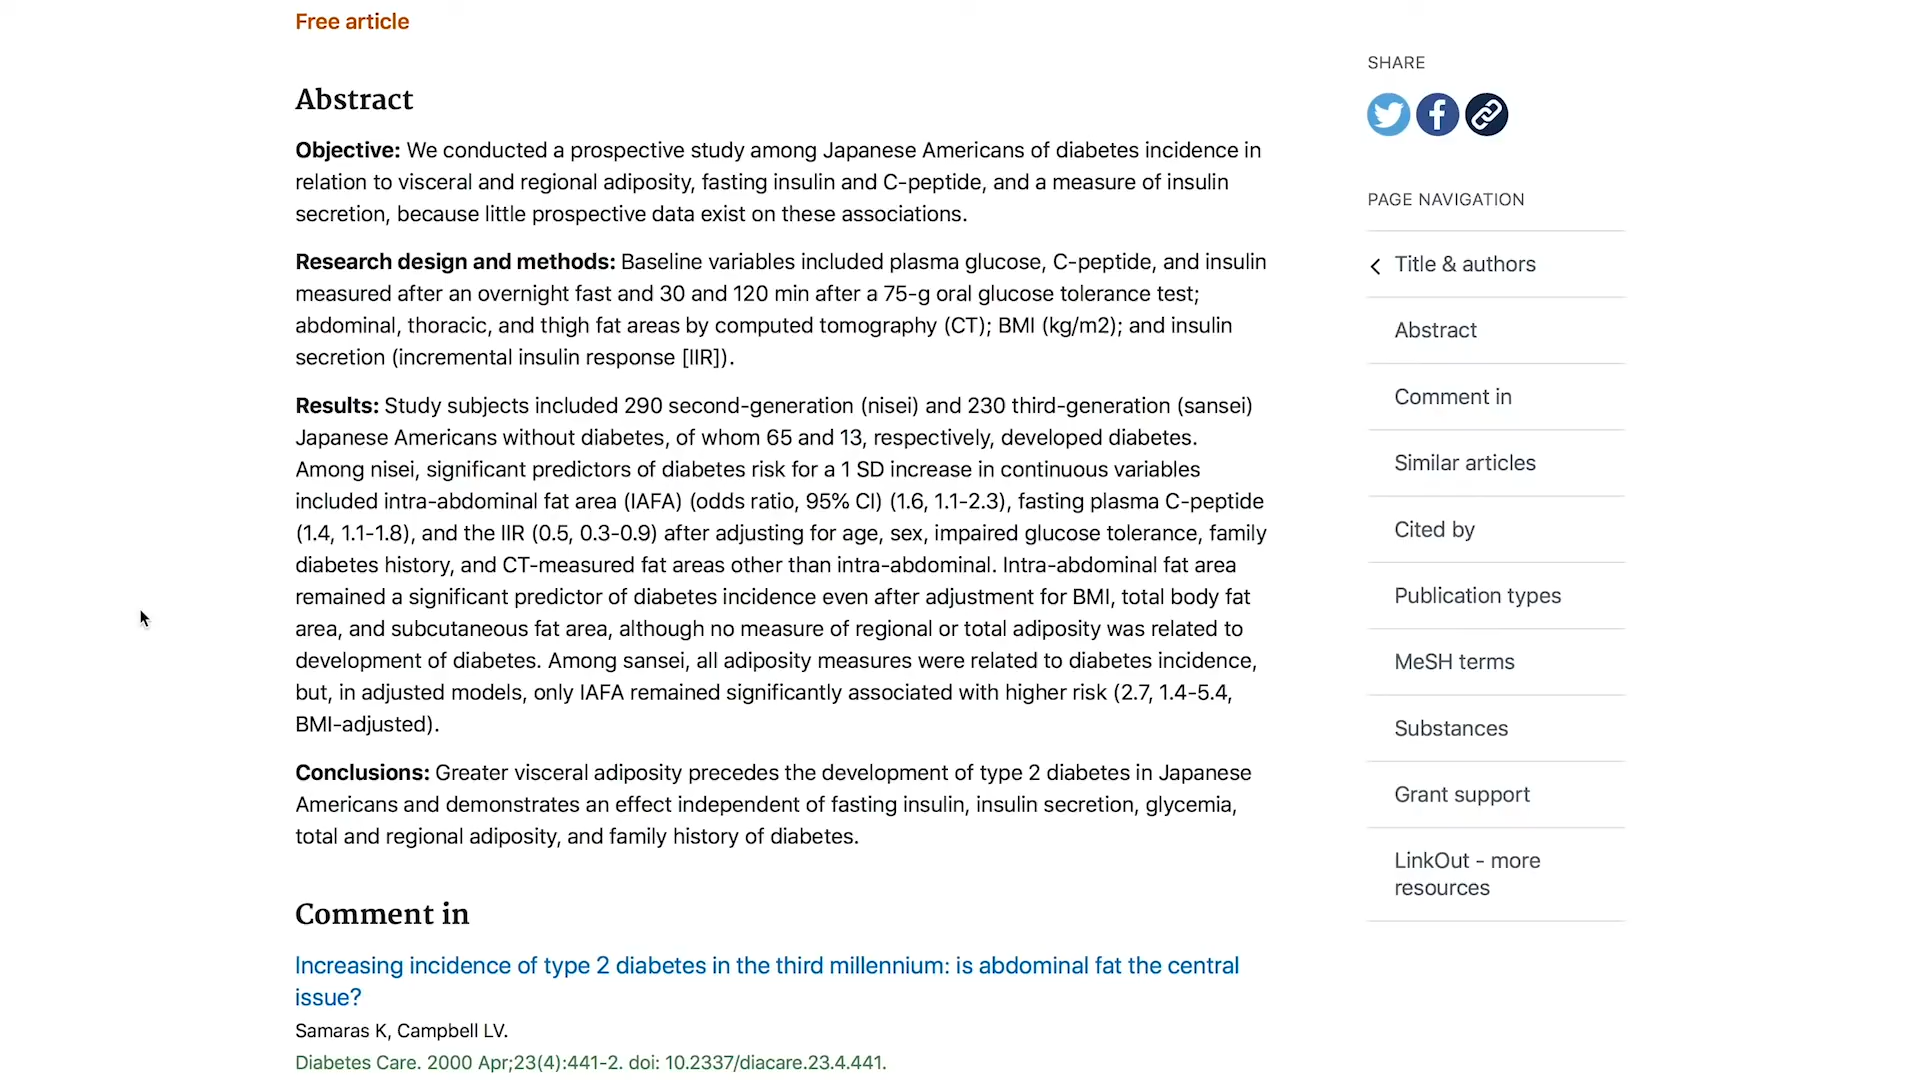 Free article
Abstract
Objective: We conducted a prospective study among Japanese Americans of diabetes incidence in
relation to visceral and regional adiposity, fasting insulin and C-peptide, and a measure of insulin
secretion, because little prospective data exist on these associations.
Research design and methods: Baseline variables included plasma glucose, C-peptide, and insulin
measured after an overnight fast and 30 and 120 min after a 75-g oral glucose tolerance test;
abdominal, thoracic, and thigh fat areas by computed tomography (CT); BMI (kg/m2); and insulin
secretion (incremental insulin response [IIR]).
Results: Study subjects included 290 second-generation (nisei) and 230 third-generation (sansei)
Japanese Americans without diabetes, of whom 65 and 13, respectively, developed diabetes.
Among nisei, significant predictors of diabetes risk for a 1 SD increase in continuous variables
included intra-abdominal fat area (IAFA) (odds ratio, 95% CI) (1.6, 1.1-2.3), fasting plasma C-peptide
(1.4, 1.1-1.8), and the IIR (0.5, 0.3-0.9) after adjusting for age, sex, impaired glucose tolerance, family
diabetes history, and CT-measured fat areas other than intra-abdominal. Intra-abdominal fat area
remained a significant predictor of diabetes incidence even after adjustment for BMI, total body fat
area, and subcutaneous fat area, although no measure of regional or total adiposity was related to
development of diabetes. Among sansei, all adiposity measures were related to diabetes incidence,
but, in adjusted models, only IAFA remained significantly associated with higher risk (2.7, 1.4-5.4,
BMI-adjusted).
Conclusions: Greater visceral adiposity precedes the development of type 2 diabetes in Japanese
Americans and demonstrates an effect independent of fasting insulin, insulin secretion, glycemia,
total and regional adiposity, and family history of diabetes.
Comment in
Increasing incidence of type 2 diabetes in the third millennium: is abdominal fat the central
issue?
Samaras K, Campbell LV.
Diabetes Care. 2000 Apr;23(4):441-2. doi: 10.2337/diacare.23.4.441.
SHARE
PAGE NAVIGATION
Title & authors
Abstract
Comment in
Similar articles
Cited by
Publication types
MeSH terms
Substances
Grant support
LinkOut - more
resources